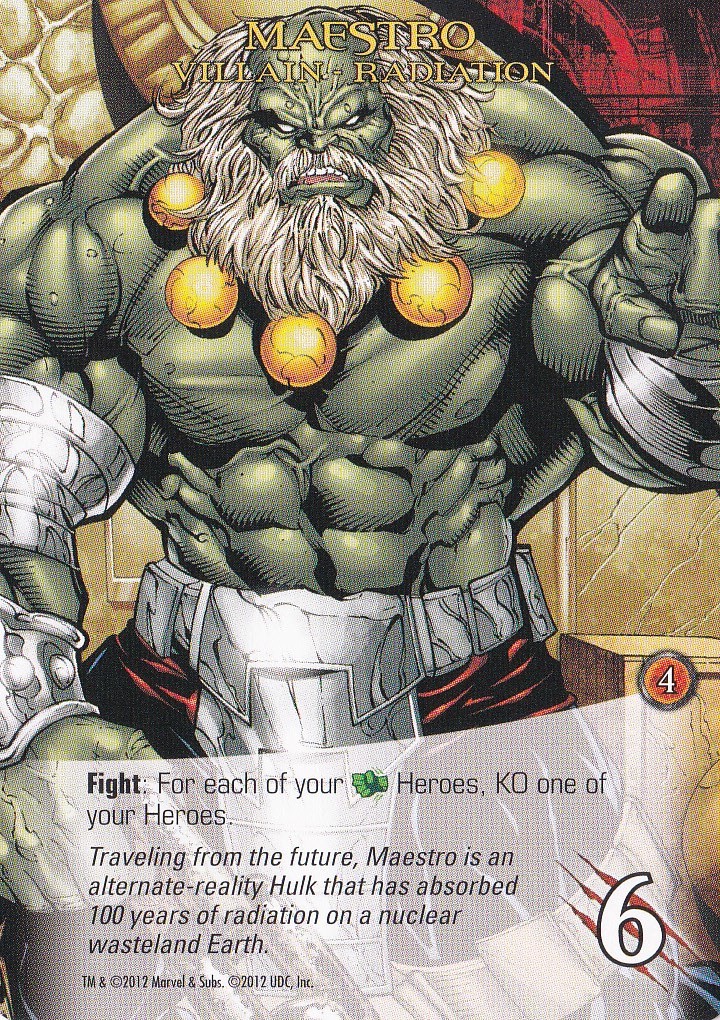 MAESTRO
VILLAIN - RADIATION
4
Fight: For each of your Heroes, KO one of
your Heroes.
Traveling from the future, Maestro is an
alternate-reality Hulk that has absorbed
100 years of radiation on a nuclear
wasteland Earth.
6
TM & ©2012 Marvel & Subs. ©2012 UDC, Inc.